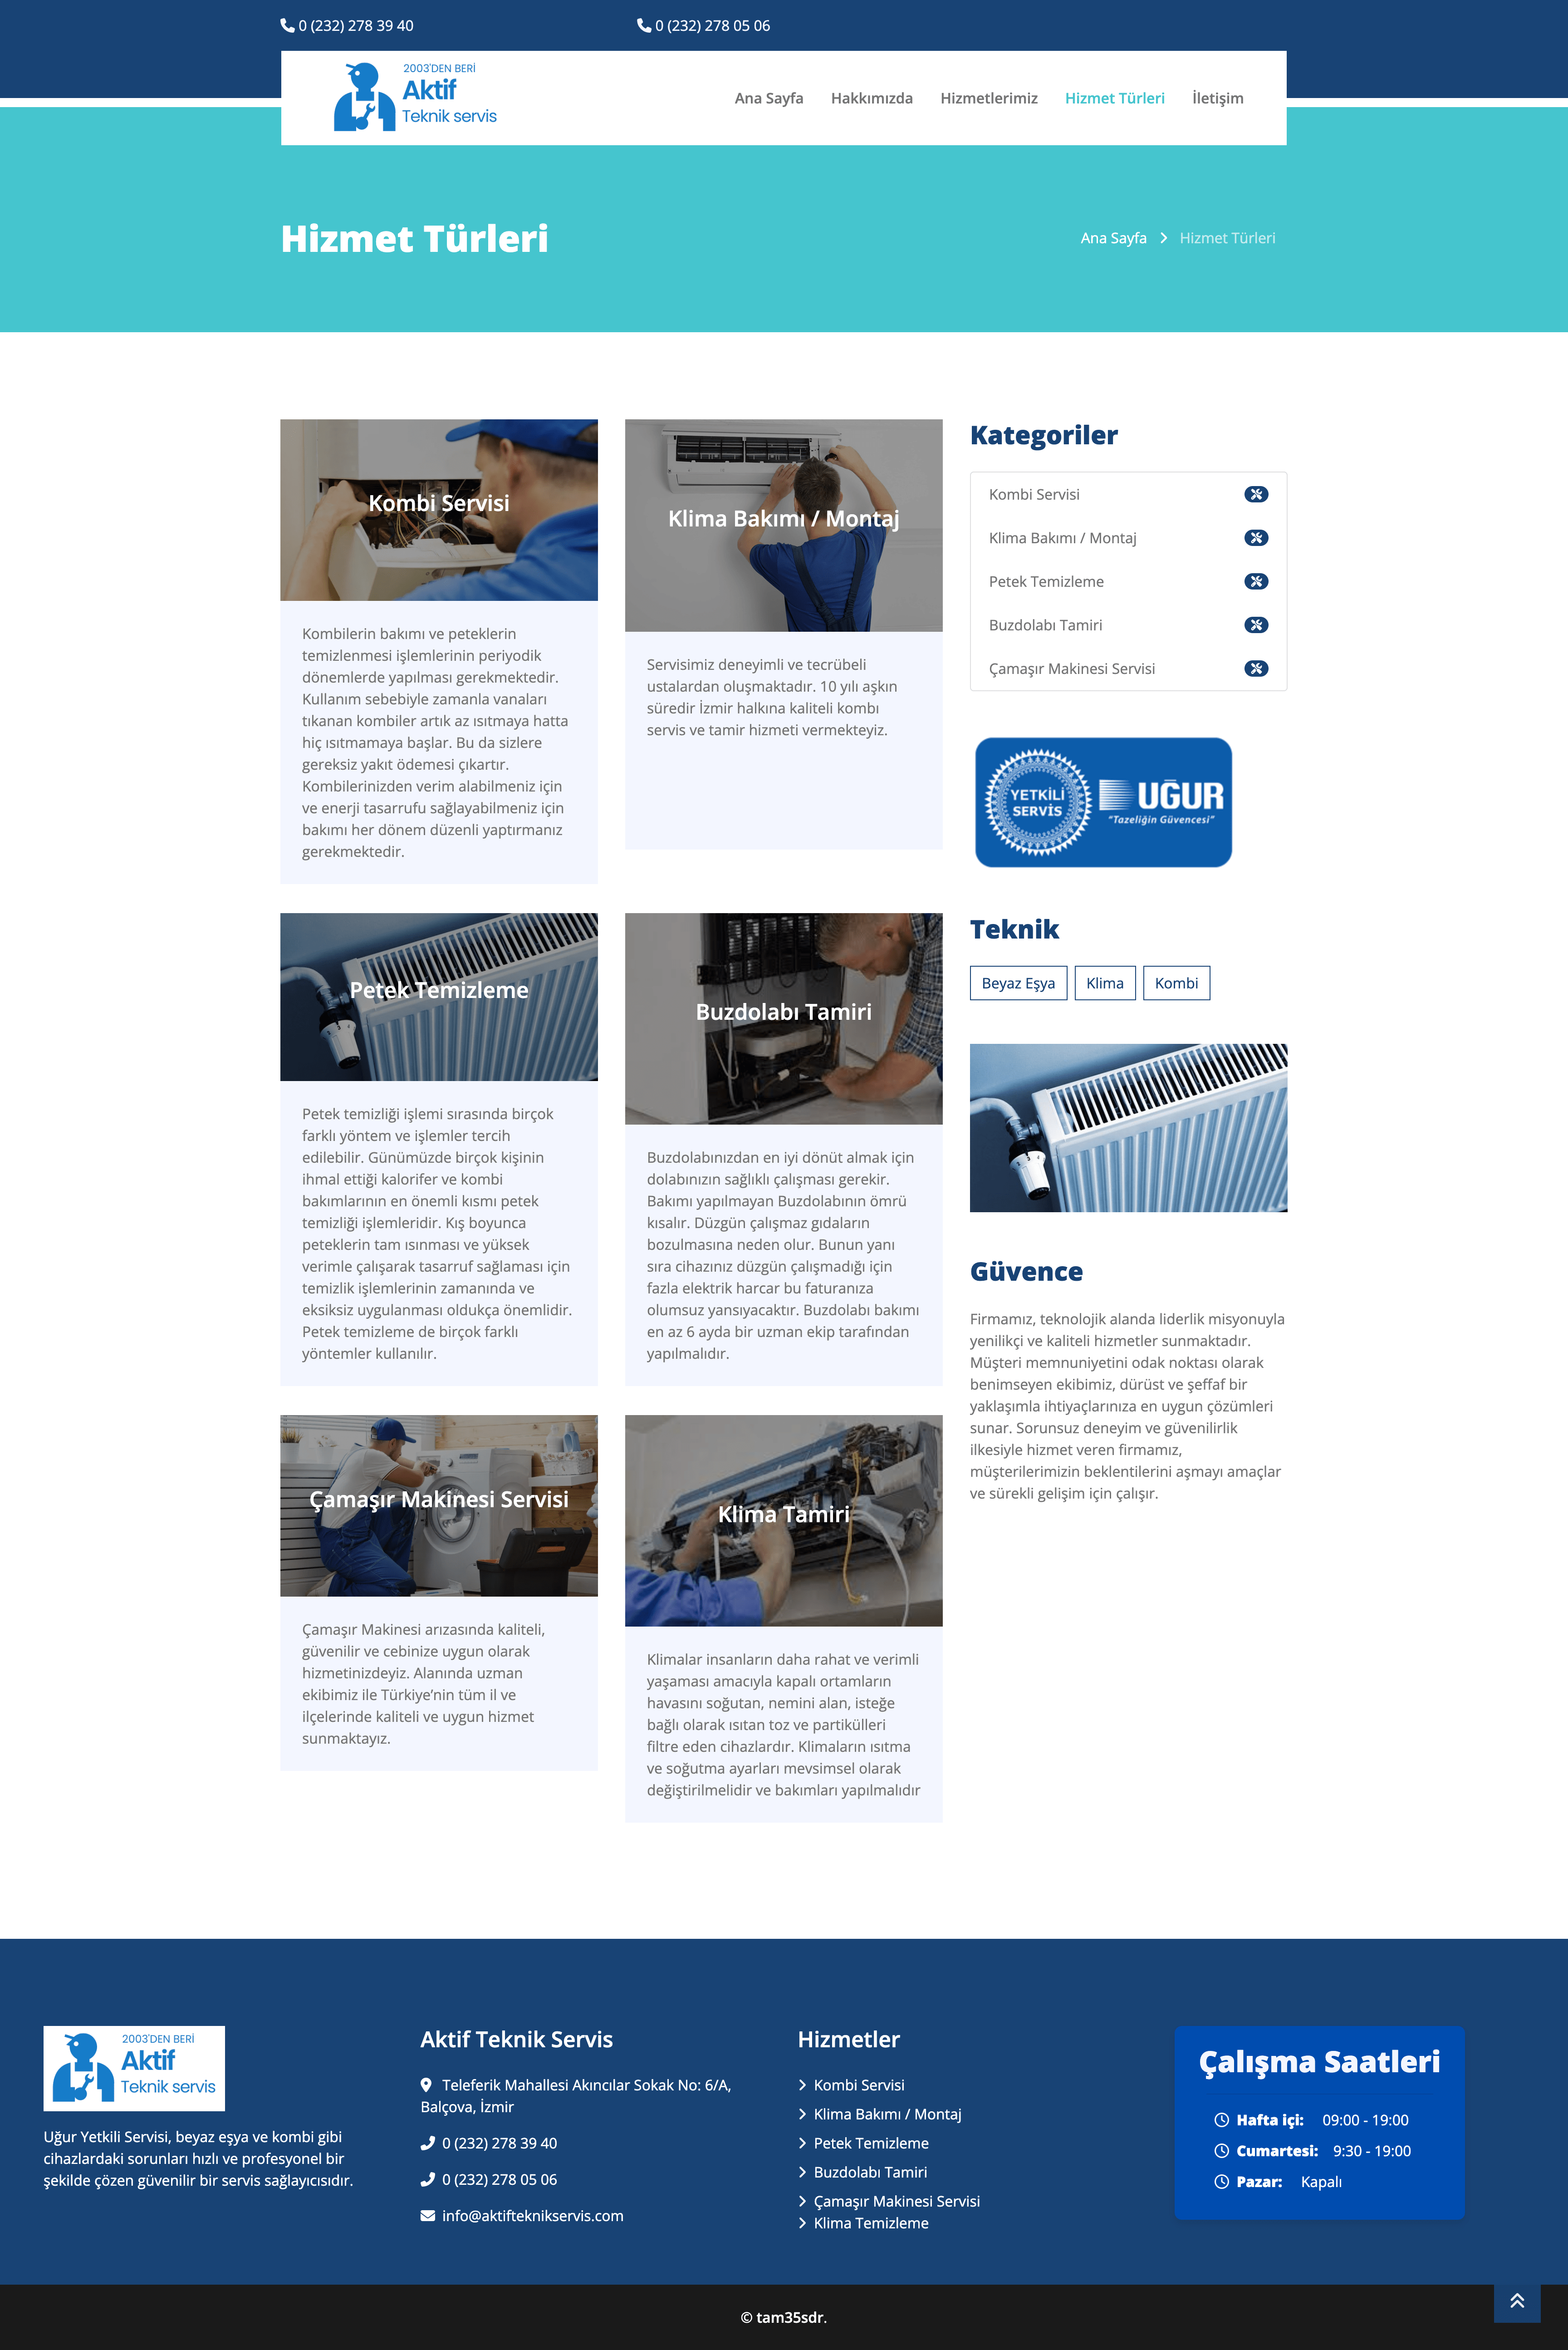 0 (232) 278 39 40
0 (232) 278 05 06
2003'DEN BERİ
Aktif
Teknik servis
Ana Sayfa
Hakkımızda
Hizmetlerimiz
Hizmet Türleri
İletişim
Hizmet Türleri
Ana Sayfa
Hizmet Türleri
Kombi Servisi
Kombilerin bakımı ve peteklerin
temizlenmesi işlemlerinin periyodik
dönemlerde yapılması gerekmektedir.
Kullanım sebebiyle zamanla vanaları
tıkanan kombiler artık az ısıtmaya hatta
hiç ısıtmamaya başlar. Bu da sizlere
gereksiz yakıt ödemesi çıkartır.
Kombilerinizden verim alabilmeniz için
ve enerji tasarrufu sağlayabilmeniz için
bakımı her dönem düzenli yaptırmanız
gerekmektedir.
Klima Bakımı / Montaj
Servisimiz deneyimli ve tecrübeli
ustalardan oluşmaktadır. 10 yılı aşkın
süredir İzmir halkına kaliteli kombı
servis ve tamir hizmeti vermekteyiz.
Petek Temizleme
Petek temizliği işlemi sırasında birçok
farklı yöntem ve işlemler tercih
edilebilir. Günümüzde birçok kişinin
ihmal ettiği kalorifer ve kombi
bakımlarının en önemli kısmı petek
temizliği işlemleridir. Kış boyunca
peteklerin tam ısınması ve yüksek
verimle çalışarak tasarruf sağlaması için
temizlik işlemlerinin zamanında ve
eksiksiz uygulanması oldukça önemlidir.
Petek temizleme de birçok farklı
yöntemler kullanılır.
Buzdolabı Tamiri
Buzdolabınızdan en iyi dönüt almak için
dolabınızın sağlıklı çalışması gerekir.
Bakımı yapılmayan Buzdolabının ömrü
kısalır. Düzgün çalışmaz gıdaların
bozulmasına neden olur. Bunun yanı
sıra cihazınız düzgün çalışmadığı için
fazla elektrik harcar bu faturanıza
olumsuz yansıyacaktır. Buzdolabı bakımı
en az 6 ayda bir uzman ekip tarafından
yapılmalıdır.
Çamaşır Makinesi Servisi
Çamaşır Makinesi arızasında kaliteli,
güvenilir ve cebinize uygun olarak
hizmetinizdeyiz. Alanında uzman
ekibimiz ile Türkiye’nin tüm il ve
ilçelerinde kaliteli ve uygun hizmet
sunmaktayız.
Klima Tamiri
Klimalar insanların daha rahat ve verimli
yaşaması amacıyla kapalı ortamların
havasını soğutan, nemini alan, isteğe
bağlı olarak ısıtan toz ve partikülleri
filtre eden cihazlardır. Klimaların ısıtma
ve soğutma ayarları mevsimsel olarak
değiştirilmelidir ve bakımları yapılmalıdır
Kategoriler
Kombi Servisi
Klima Bakımı / Montaj
Petek Temizleme
Buzdolabı Tamiri
Çamaşır Makinesi Servisi
YETKİLİ
SERVİS
UĞUR
“Tazeliğin Güvencesi”
Teknik
Beyaz Eşya
Klima
Kombi
Güvence
Firmamız, teknolojik alanda liderlik misyonuyla
yenilikçi ve kaliteli hizmetler sunmaktadır.
Müşteri memnuniyetini odak noktası olarak
benimseyen ekibimiz, dürüst ve şeffaf bir
yaklaşımla ihtiyaçlarınıza en uygun çözümleri
sunar. Sorunsuz deneyim ve güvenilirlik
ilkesiyle hizmet veren firmamız,
müşterilerimizin beklentilerini aşmayı amaçlar
ve sürekli gelişim için çalışır.
2003'DEN BERİ
Aktif
Teknik servis
Uğur Yetkili Servisi, beyaz eşya ve kombi gibi
cihazlardaki sorunları hızlı ve profesyonel bir
şekilde çözen güvenilir bir servis sağlayıcısıdır.
Aktif Teknik Servis
Teleferik Mahallesi Akıncılar Sokak No: 6/A,
Balçova, İzmir
0 (232) 278 39 40
0 (232) 278 05 06
info@aktifteknikservis.com
Hizmetler
Kombi Servisi
Klima Bakımı / Montaj
Petek Temizleme
Buzdolabı Tamiri
Çamaşır Makinesi Servisi
Klima Temizleme
Çalışma Saatleri
Hafta içi: 09:00 - 19:00
Cumartesi: 9:30 - 19:00
Pazar: Kapalı
© tam35sdr.